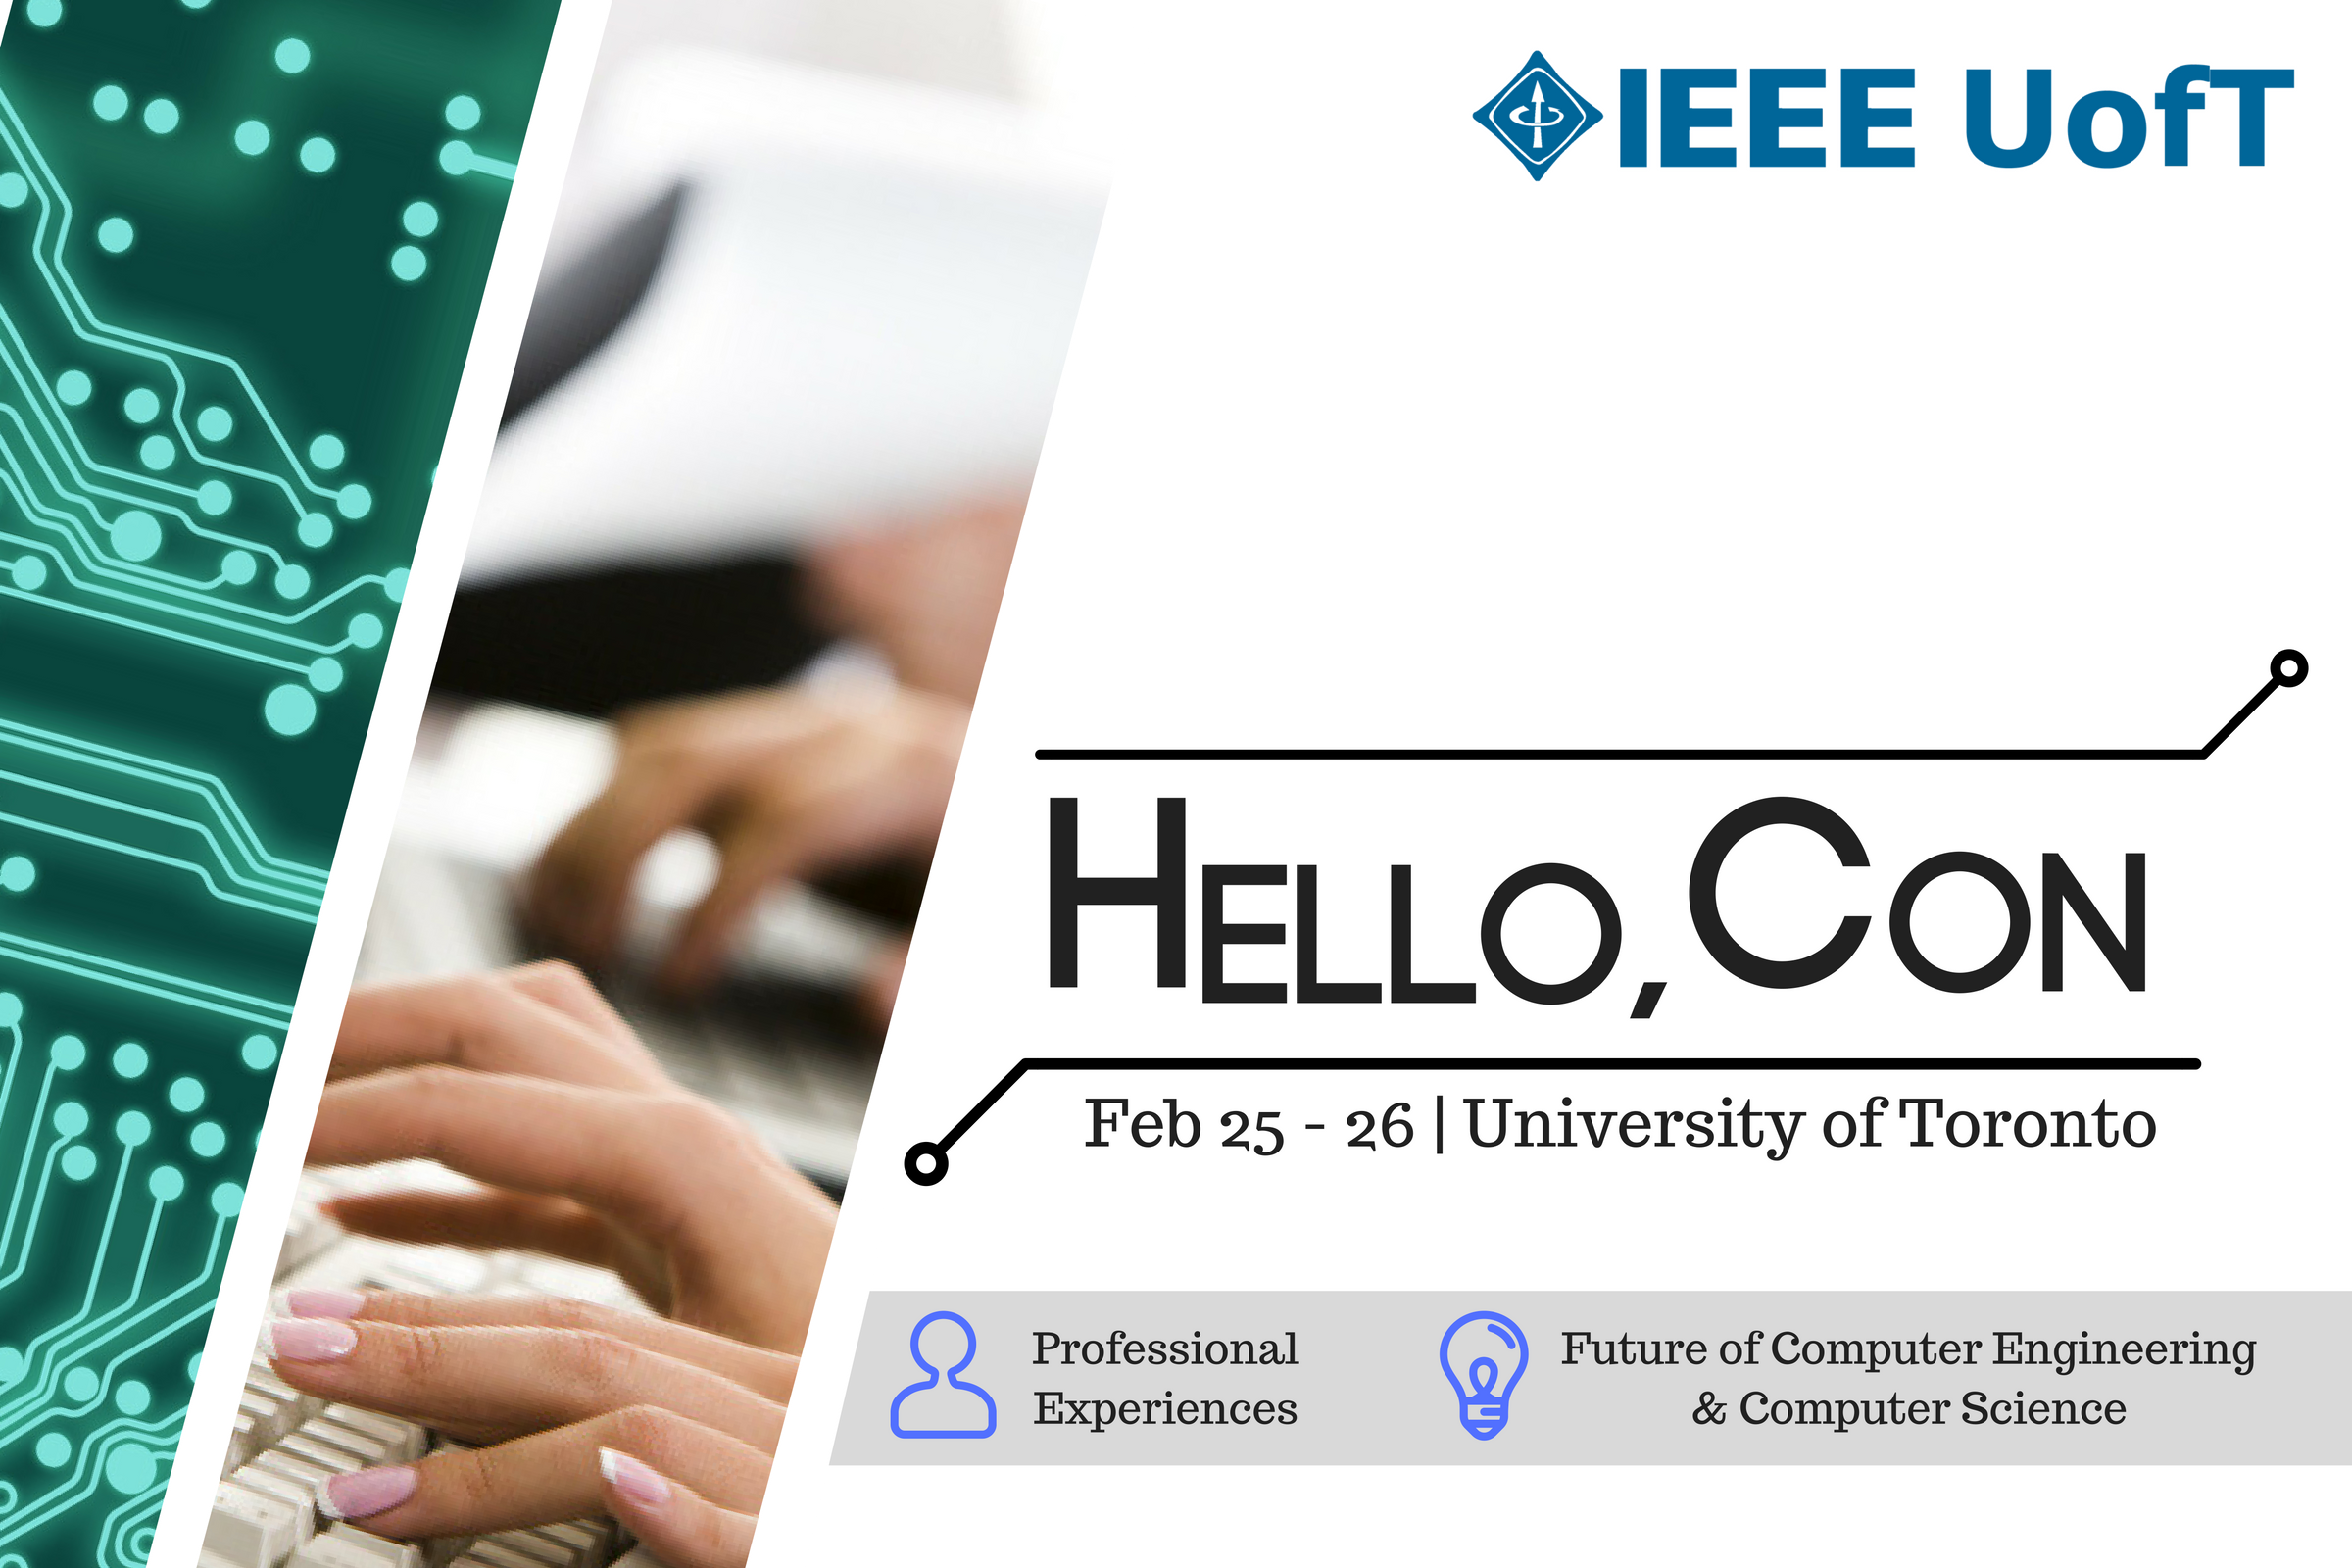 IEEE UofT
HELLO, CON
Feb 25 - 26 | University of Toronto
Professional
Experiences
Future of Computer Engineering
& Computer Science